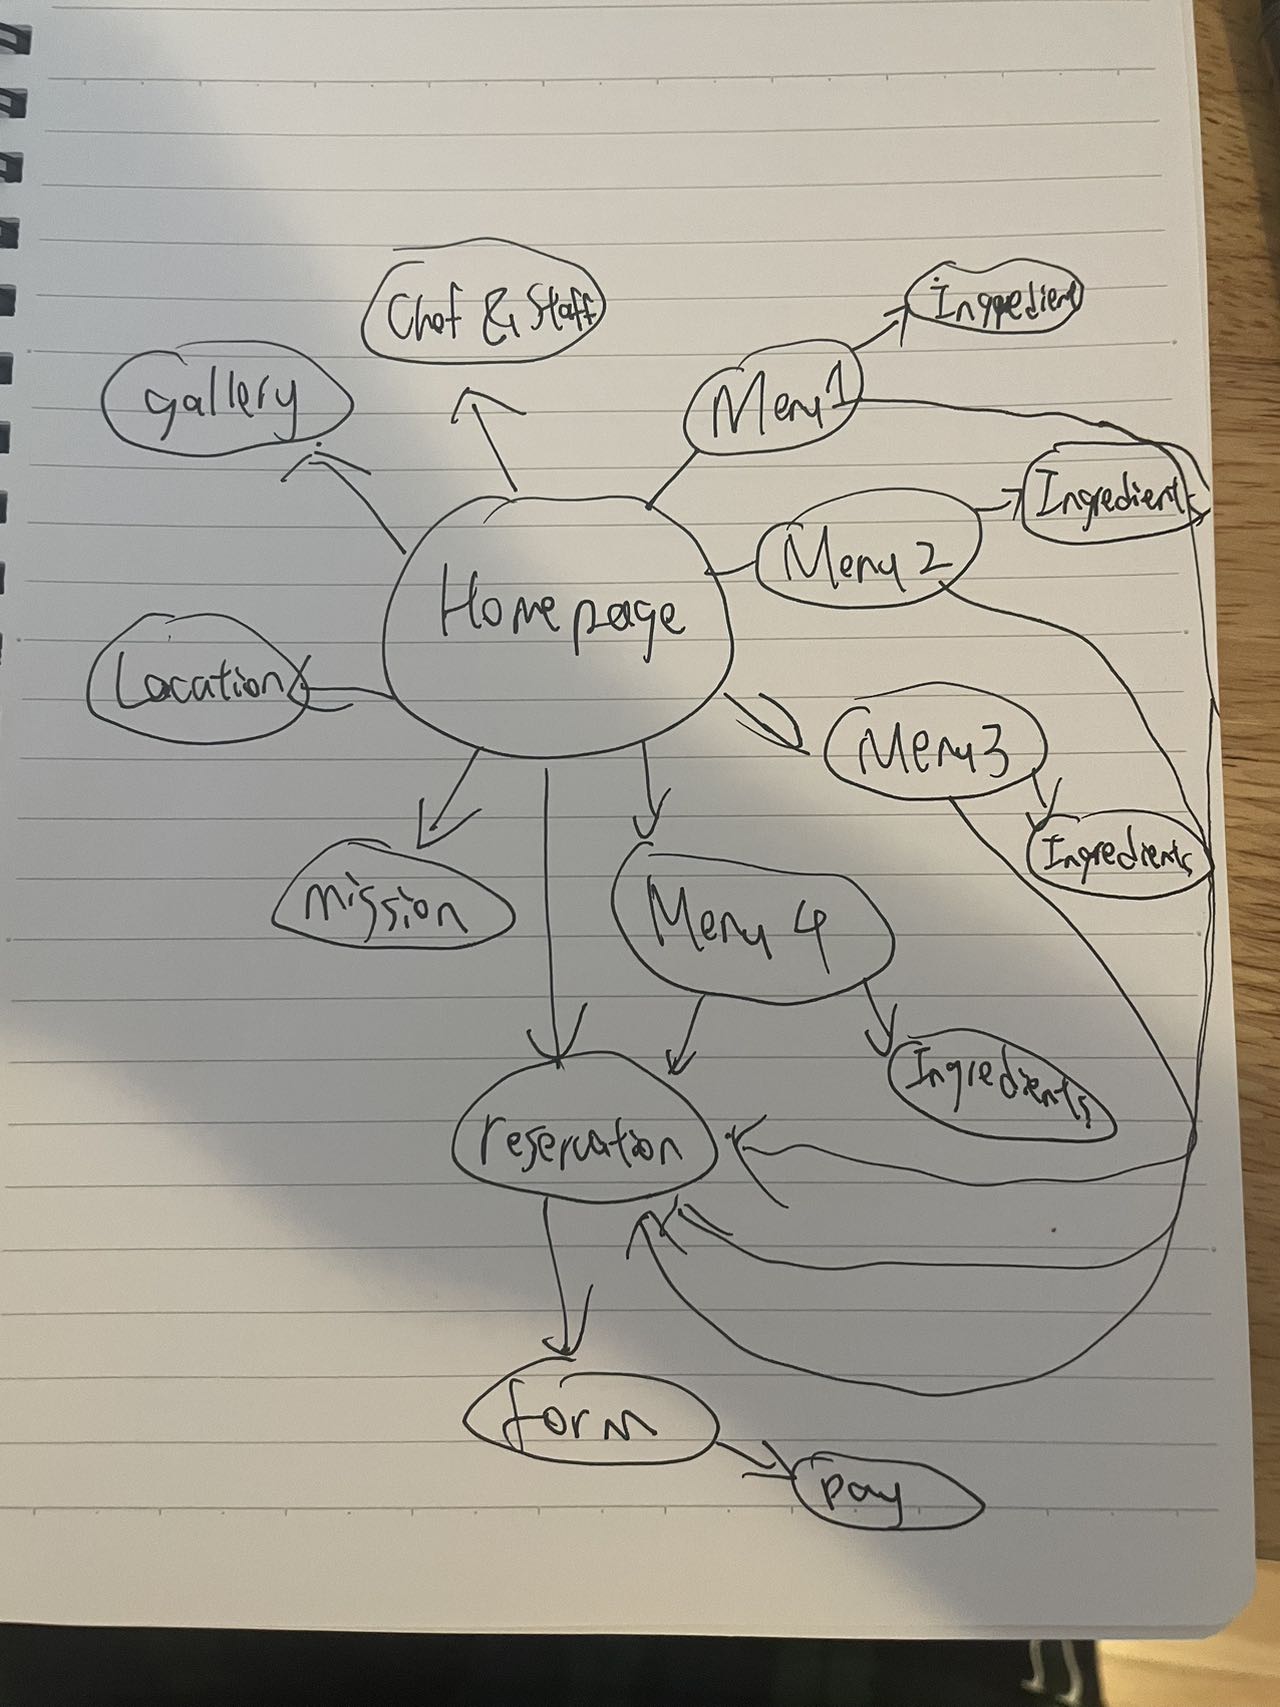 Chef & Staff
Ingredient
gallery
Menu 1
Ingredients
Menu 2
Homepage
Location
Menu 3
Ingredients
mission
Menu 4
Ingredients
reservation
form
pay